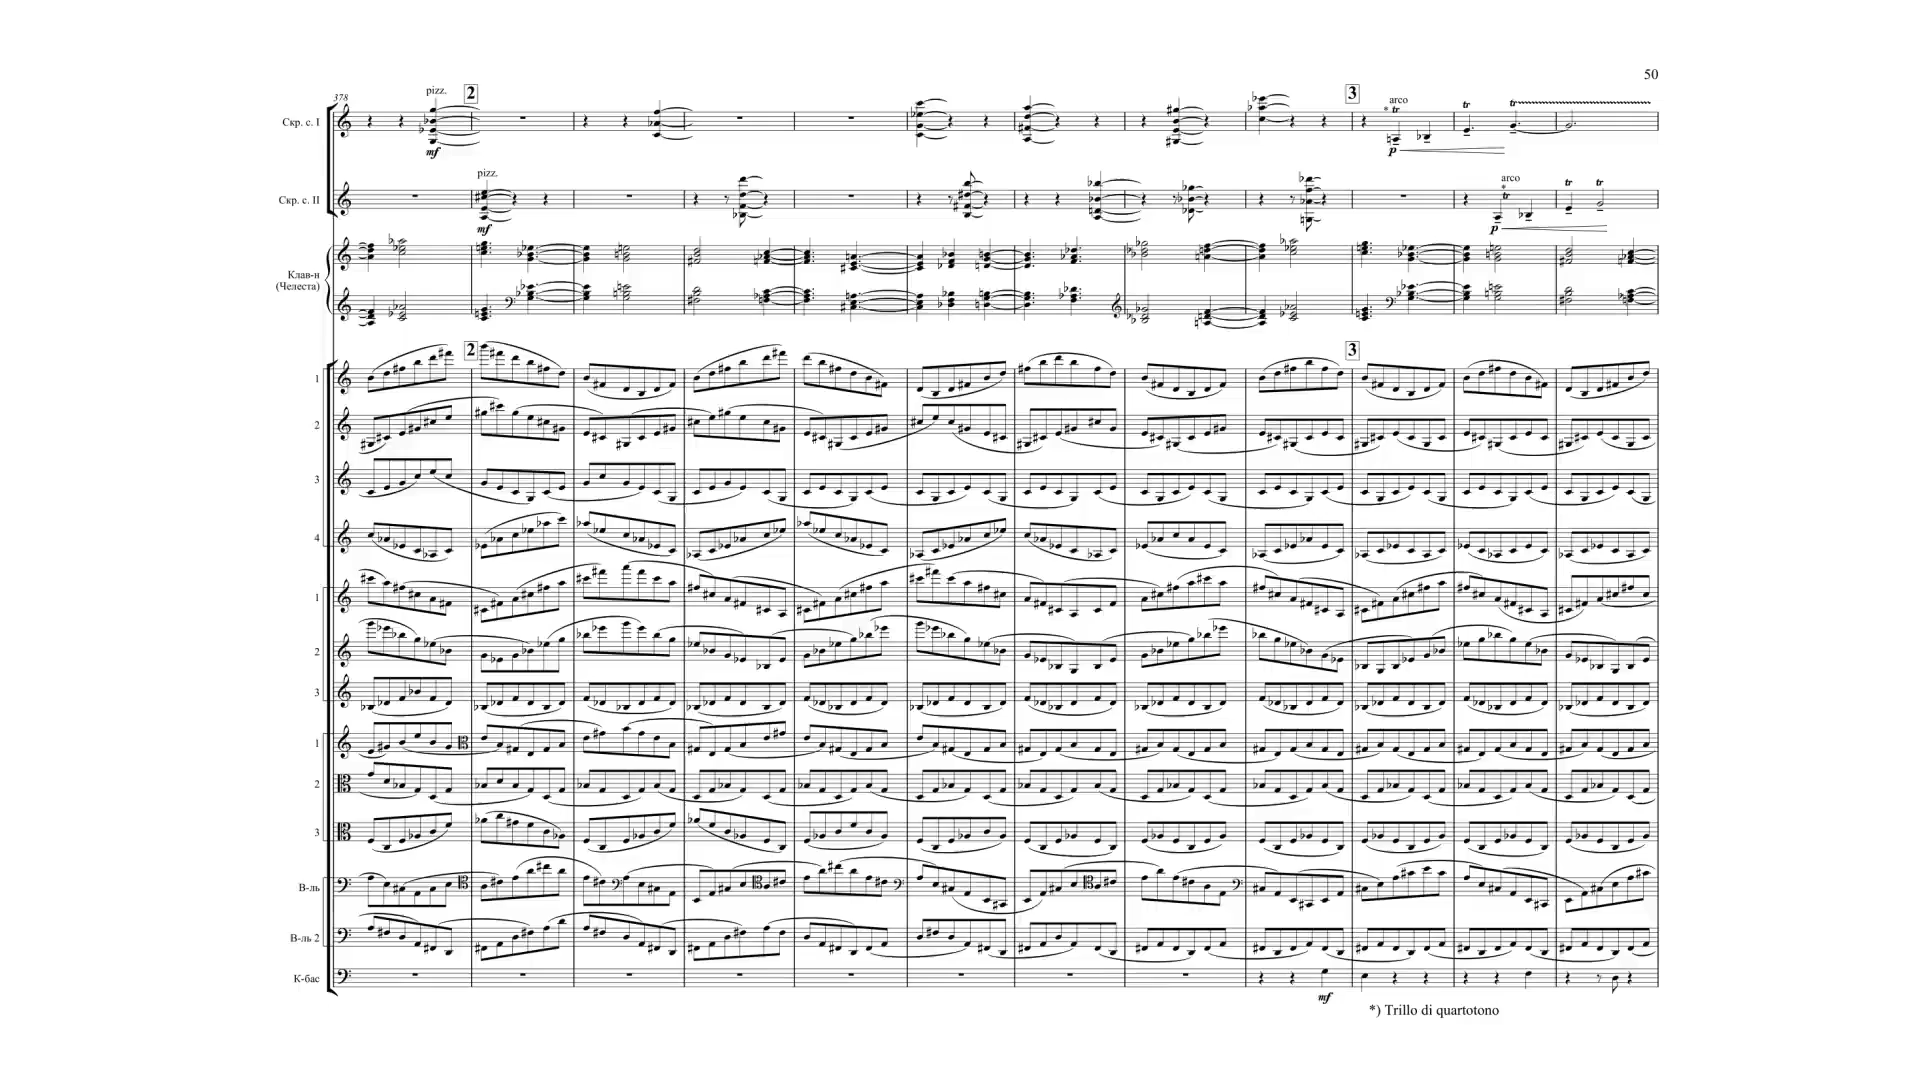 50
378
pizz.
2
3
arco
* tr
tr
tr
Скр. с. I
mf
p
pizz.
arco
* tr
tr
tr
Скр. с. II
mf
p
Клав-н
(Челеста)
2
3
1
2
3
4
1
2
3
1
2
3
В-ль
В-ль 2
К-бас
mf
*) Trillo di quartotono